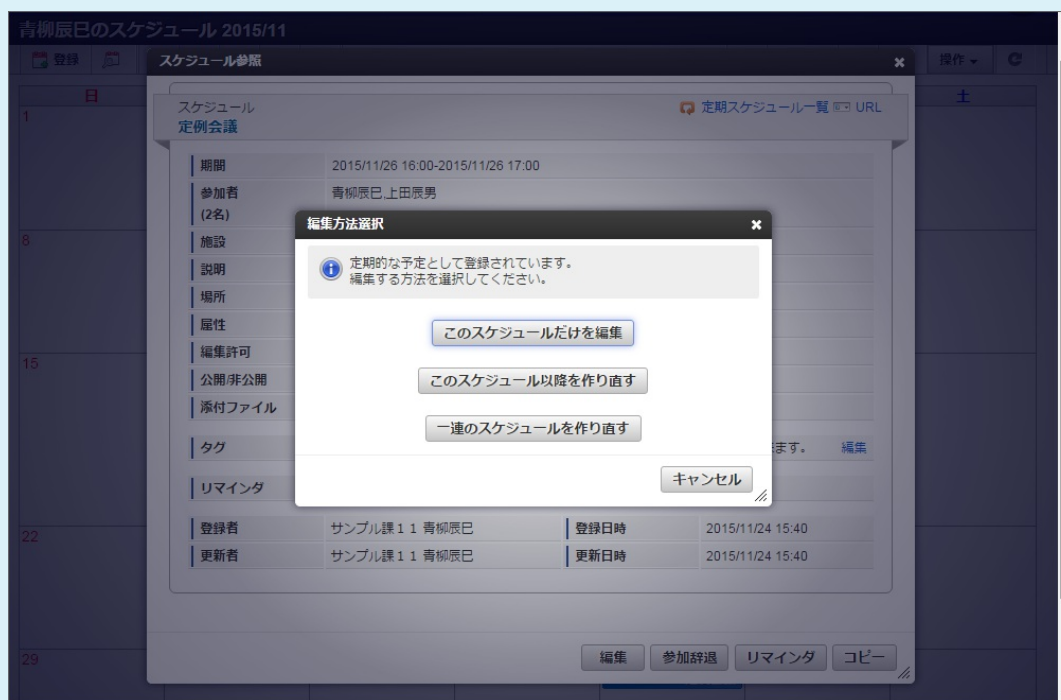 青柳辰巳のスケジュール 2015/11
登録
操作
スケジュール参照
日
土
スケジュール
定例会議
定期スケジュール一覧 URL
1
期間 2015/11/26 16:00-2015/11/26 17:00
参加者 青柳辰巳,上田辰男
(2名)
編集方法選択
8
施設
定期的な予定として登録されています。
説明
編集する方法を選択してください。
場所
属性
このスケジュールだけを編集
編集許可
15
公開/非公開
このスケジュール以降を作り直す
添付ファイル
一連のスケジュールを作り直す
タグ ます。 編集
キャンセル
リマインダ
登録者 サンプル課11 青柳辰巳 登録日時 2015/11/24 15:40
22
更新者 サンプル課11 青柳辰巳 更新日時 2015/11/24 15:40
29
編集 参加辞退 リマインダ コピー